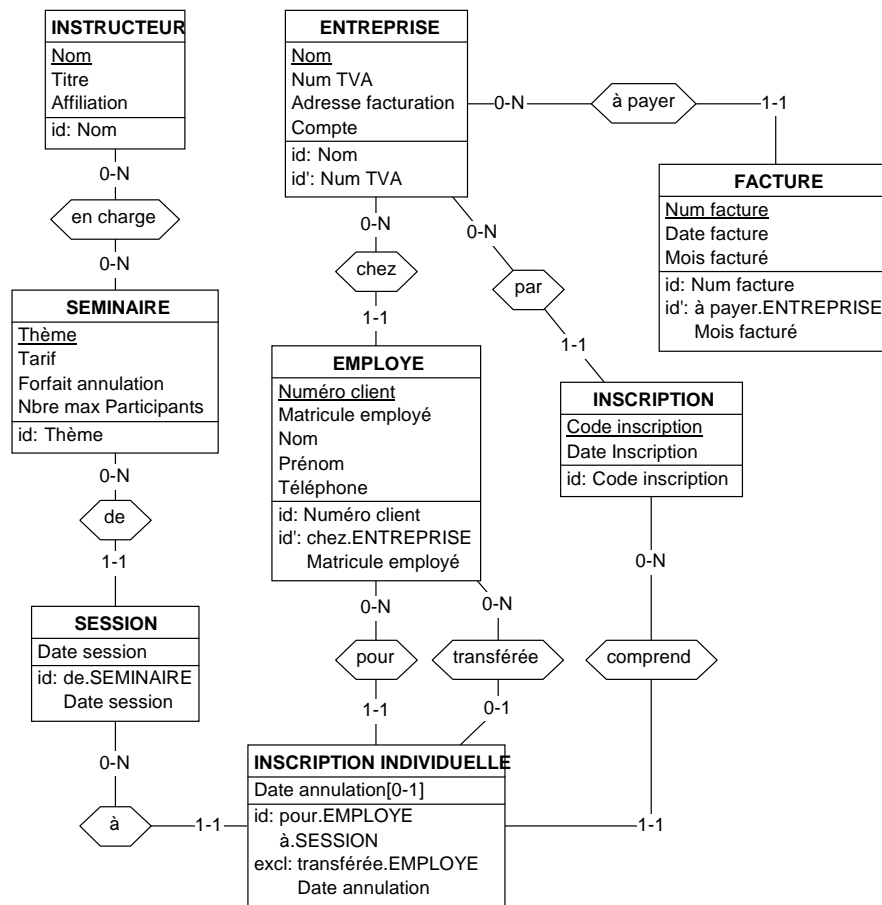 INSTRUCTEUR
Nom
Titre
Affiliation
id: Nom
0-N
en charge
0-N
SEMINAIRE
Thème
Tarif
Forfait annulation
Nbre max Participants
id: Thème
0-N
de
1-1
SESSION
Date session
id: de.SEMINAIRE
Date session
0-N
à
1-1
ENTREPRISE
Nom
Num TVA
Adresse facturation
Compte
id: Nom
id': Num TVA
0-N
à payer
1-1
FACTURE
Num facture
Date facture
Mois facturé
id: Num facture
id': à payer.ENTREPRISE
Mois facturé
0-N
chez
1-1
0-N
par
1-1
EMPLOYE
Numéro client
Matricule employé
Nom
Prénom
Téléphone
id: Numéro client
id': chez.ENTREPRISE
Matricule employé
INSCRIPTION
Code inscription
Date Inscription
id: Code inscription
0-N
pour
1-1
0-N
transférée
0-1
0-N
comprend
1-1
INSCRIPTION INDIVIDUELLE
Date annulation[0-1]
id: pour.EMPLOYE
à.SESSION
excl: transférée.EMPLOYE
Date annulation